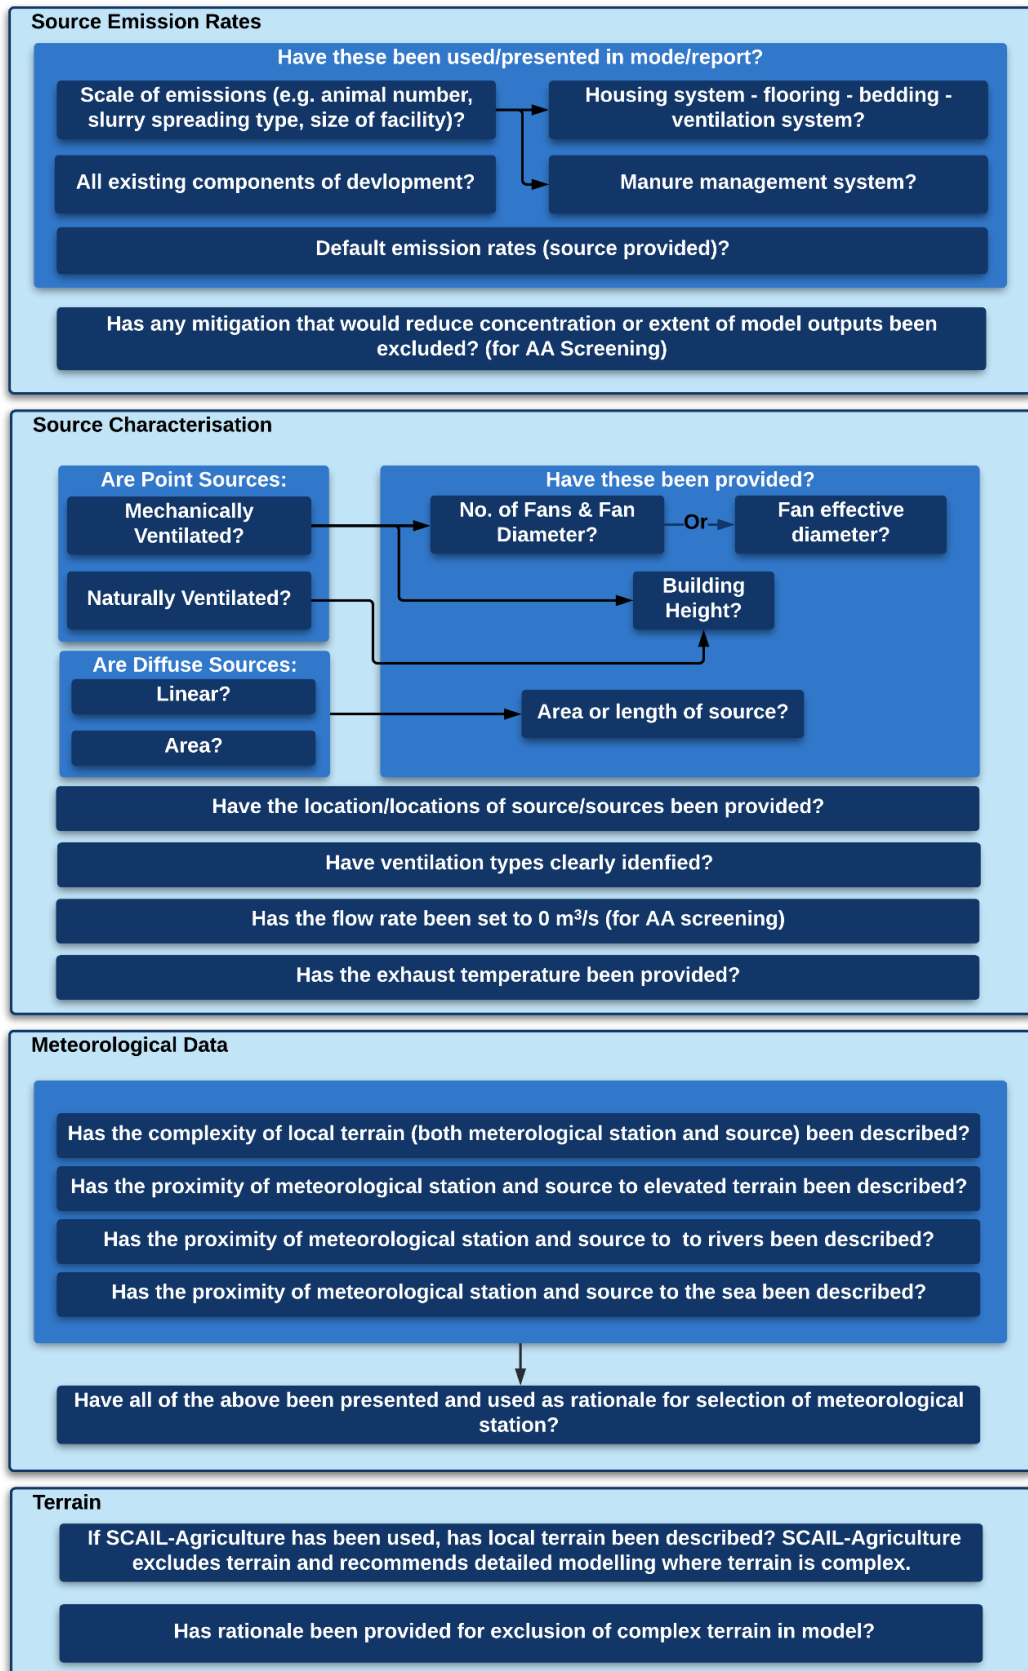 Source Emission Rates
Have these been used/presented in mode/report?
Scale of emissions (e.g. animal number,
slurry spreading type, size of facility)?
Housing system - flooring - bedding -
ventilation system?
All existing components of devlopment?
Manure management system?
Default emission rates (source provided)?
Has any mitigation that would reduce concentration or extent of model outputs been
excluded? (for AA Screening)
Source Characterisation
Are Point Sources:
Have these been provided?
Mechanically
Ventilated?
No. of Fans & Fan
Diameter?
Or
Fan effective
diameter?
Naturally Ventilated?
Building
Height?
Are Diffuse Sources:
Linear?
Area?
Area or length of source?
Have the location/locations of source/sources been provided?
Have ventilation types clearly idenfied?
Has the flow rate been set to 0 m³/s (for AA screening)
Has the exhaust temperature been provided?
Meteorological Data
Has the complexity of local terrain (both meterological station and source) been described?
Has the proximity of meteorological station and source to elevated terrain been described?
Has the proximity of meteorological station and source to  to rivers been described?
Has the proximity of meteorological station and source to the sea been described?
Have all of the above been presented and used as rationale for selection of meteorological
station?
Terrain
If SCAIL-Agriculture has been used, has local terrain been described? SCAIL-Agriculture
excludes terrain and recommends detailed modelling where terrain is complex.
Has rationale been provided for exclusion of complex terrain in model?